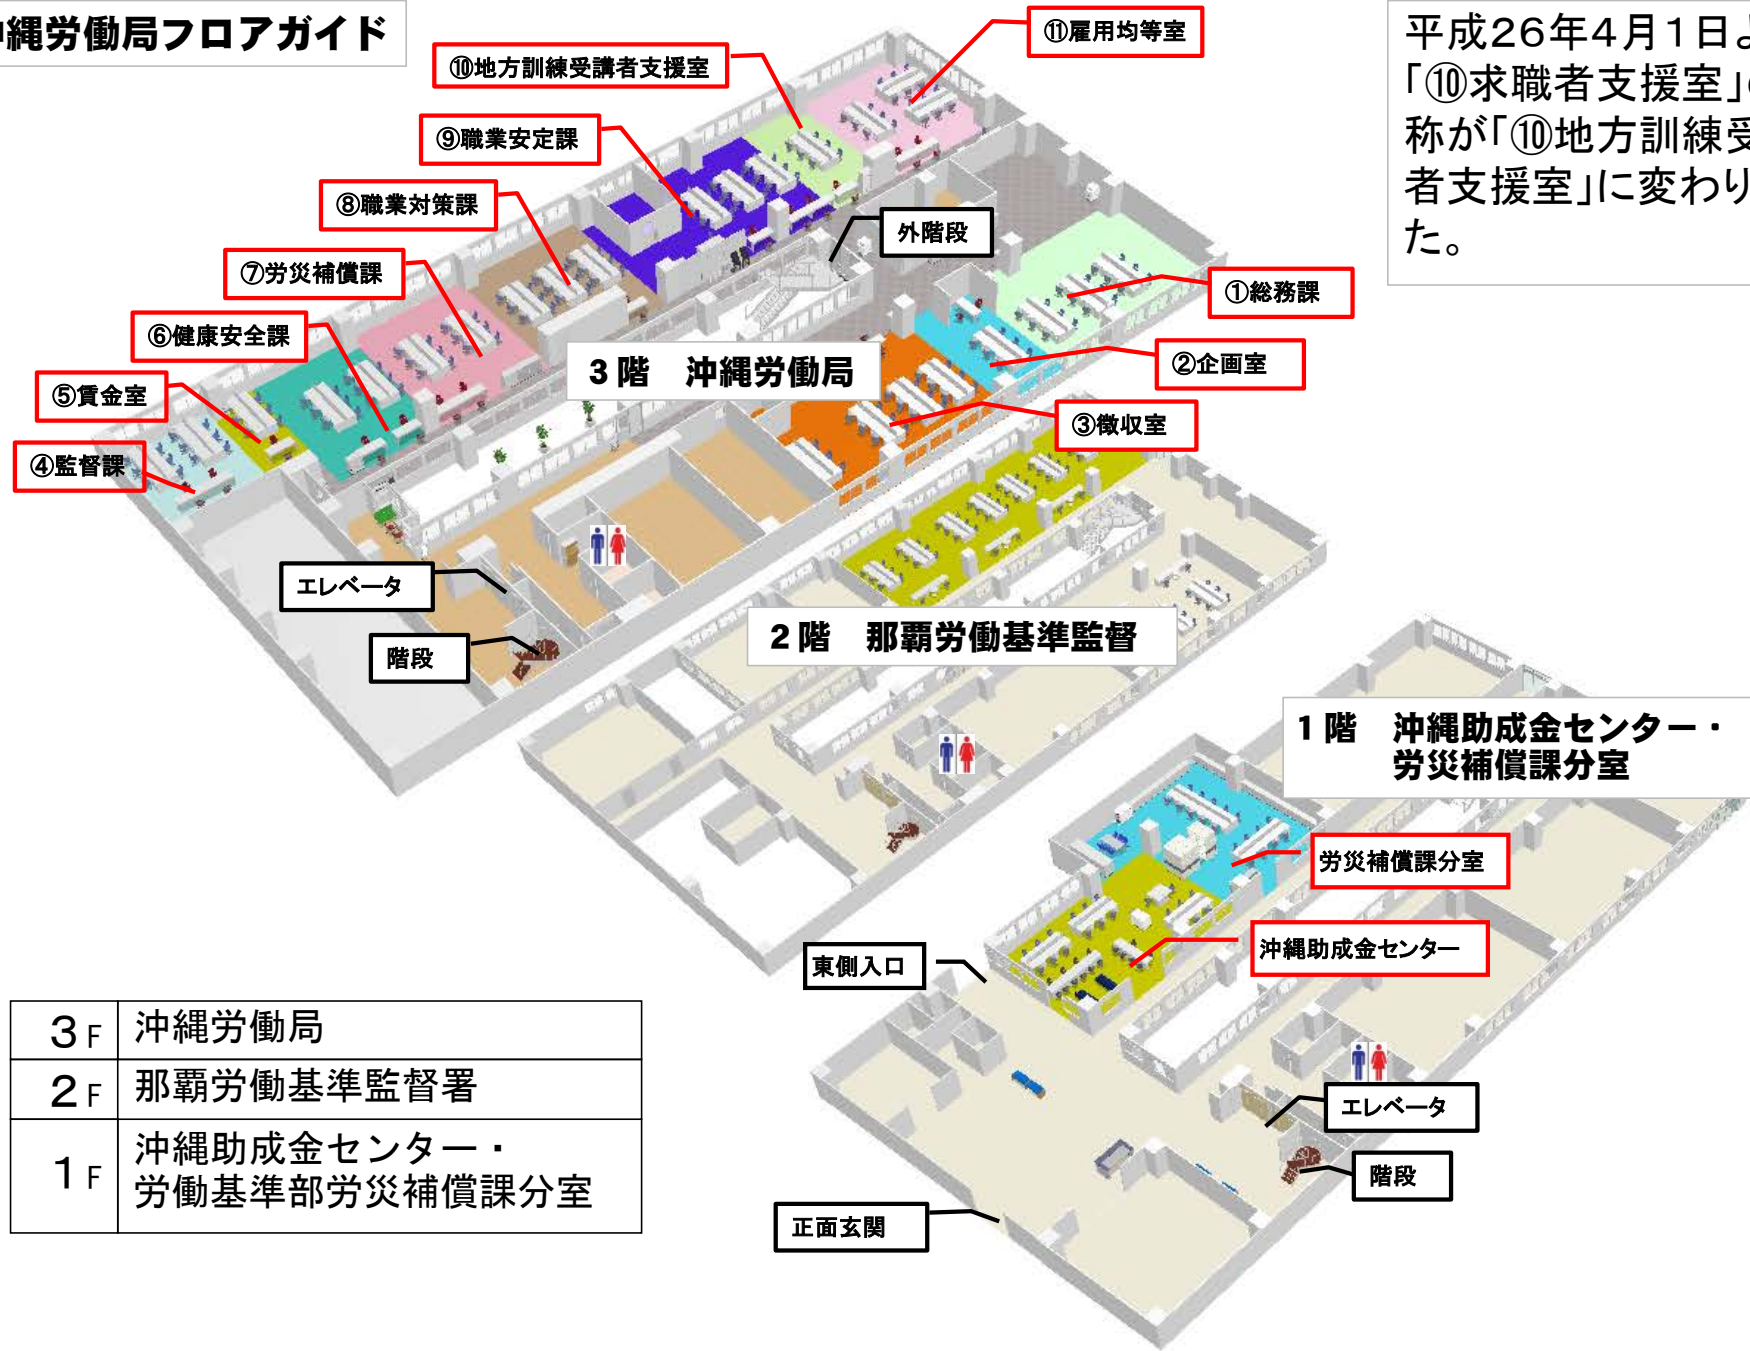 縄労働局フロアガイド
平成26年4月1日
「⑩求職者支援室」
称が「⑩地方訓練受
者支援室」に変わり
た。
⑪雇用均等室
⑩地方訓練受講者支援室
⑨職業安定課
⑧職業対策課
外階段
⑦労災補償課
①総務課
⑥健康安全課
②企画室
3階 沖縄労働局
⑤賃金室
③徴収室
④監督課
エレベータ
階段
2階 那覇労働基準監督
1階 沖縄助成金センター・
労災補償課分室
労災補償課分室
沖縄助成金センター
東側入口
エレベータ
階段
正面玄関
3F 沖縄労働局
2F 那覇労働基準監督署
1F 沖縄助成金センター・
労働基準部労災補償課分室